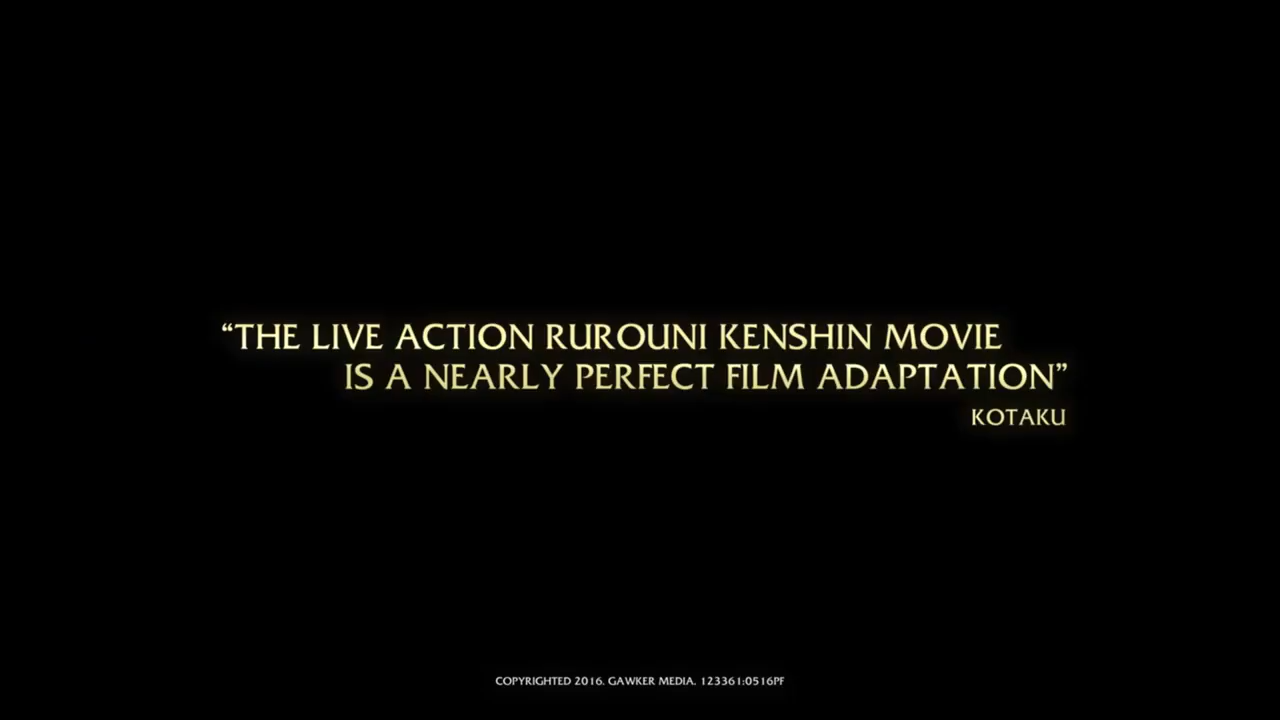 “THE LIVE ACTION RUROUNI KENSHIN MOVIE
IS A NEARLY PERFECT FILM ADAPTATION”
KOTAKU
COPYRIGHTED 2016. GAWKER MEDIA. 123361:0516PF